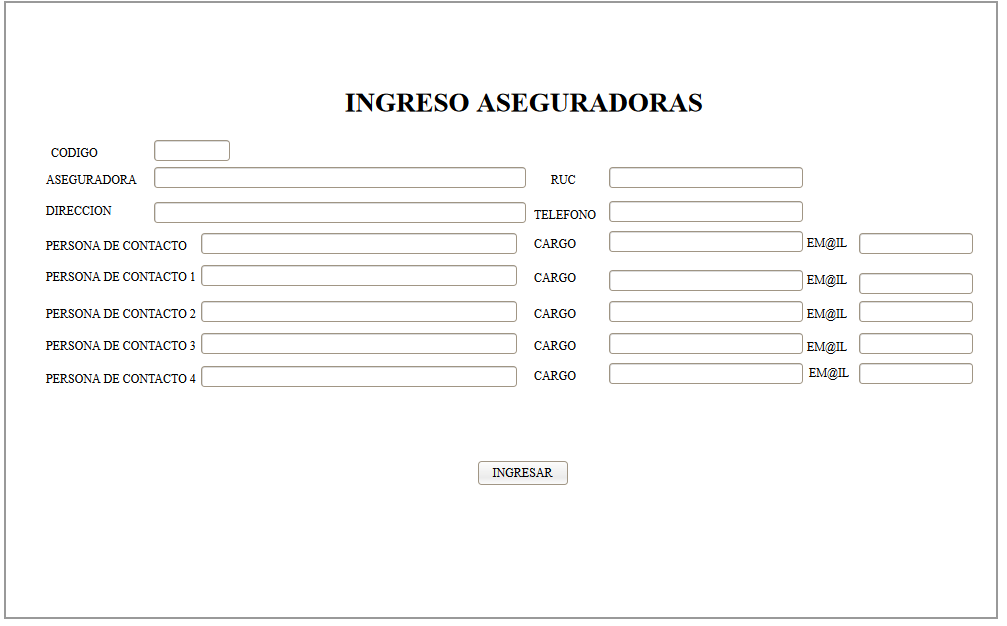 INGRESO ASEGURADORAS
CODIGO
ASEGURADORA RUC
DIRECCION TELEFONO
PERSONA DE CONTACTO CARGO EM@IL
PERSONA DE CONTACTO 1 CARGO EM@IL
PERSONA DE CONTACTO 2 CARGO EM@IL
PERSONA DE CONTACTO 3 CARGO EM@IL
PERSONA DE CONTACTO 4 CARGO EM@IL
INGRESAR